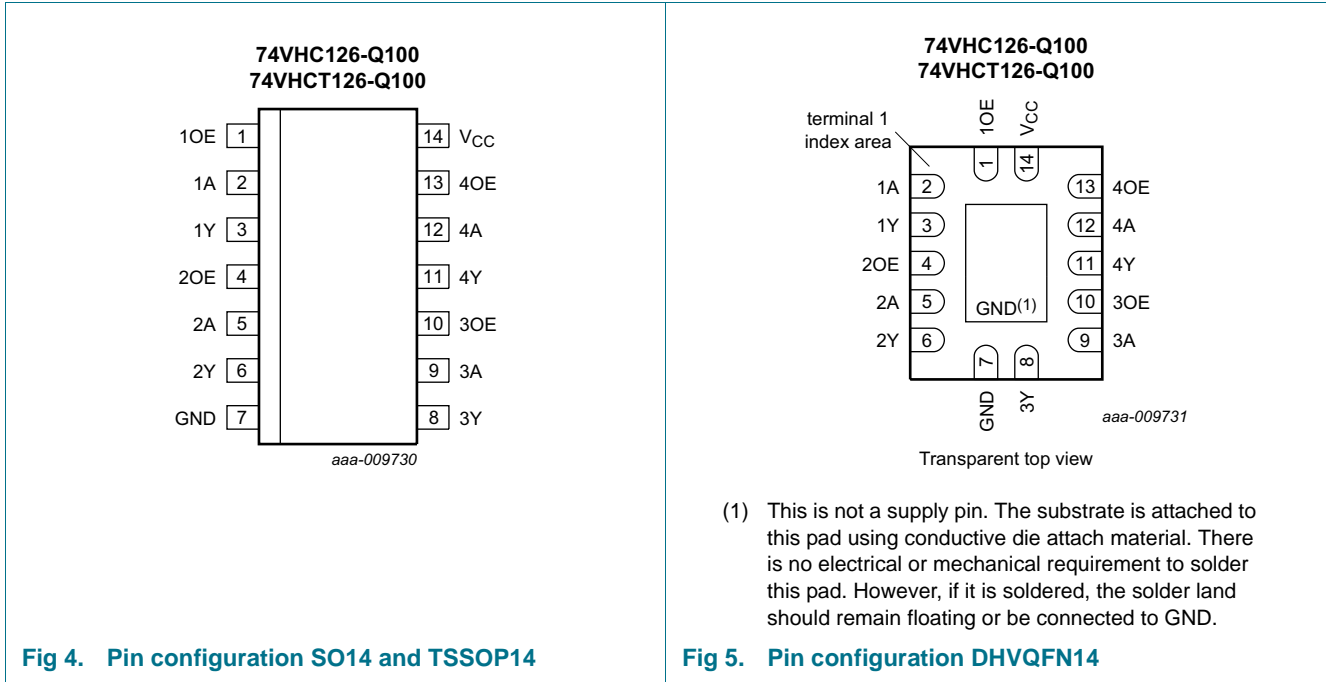 74VHC126-Q100
74VHCT126-Q100
1OE 1
1A 2
1Y 3
2OE 4
2A 5
2Y 6
GND 7
14 VCC
13 4OE
12 4A
11 4Y
10 3OE
9 3A
8 3Y
aaa-009730
Fig 4. Pin configuration SO14 and TSSOP14
74VHC126-Q100
74VHCT126-Q100
terminal 1
index area
1OE
VCC
1
14
1A 2
1Y 3
2OE 4
2A 5
2Y 6
13 4OE
12 4A
11 4Y
10 3OE
9 3A
GND(1)
7
8
GND
3Y
aaa-009731
Transparent top view
(1) This is not a supply pin. The substrate is attached to
this pad using conductive die attach material. There
is no electrical or mechanical requirement to solder
this pad. However, if it is soldered, the solder land
should remain floating or be connected to GND.
Fig 5. Pin configuration DHVQFN14